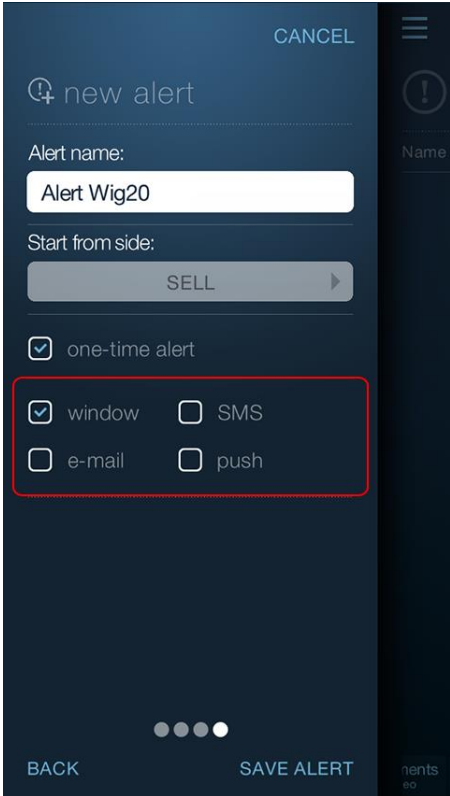 CANCEL
new alert
Name
Alert name:
Alert Wig20
Start from side:
SELL
one-time alert
window SMS
e-mail push
BACK SAVE ALERT